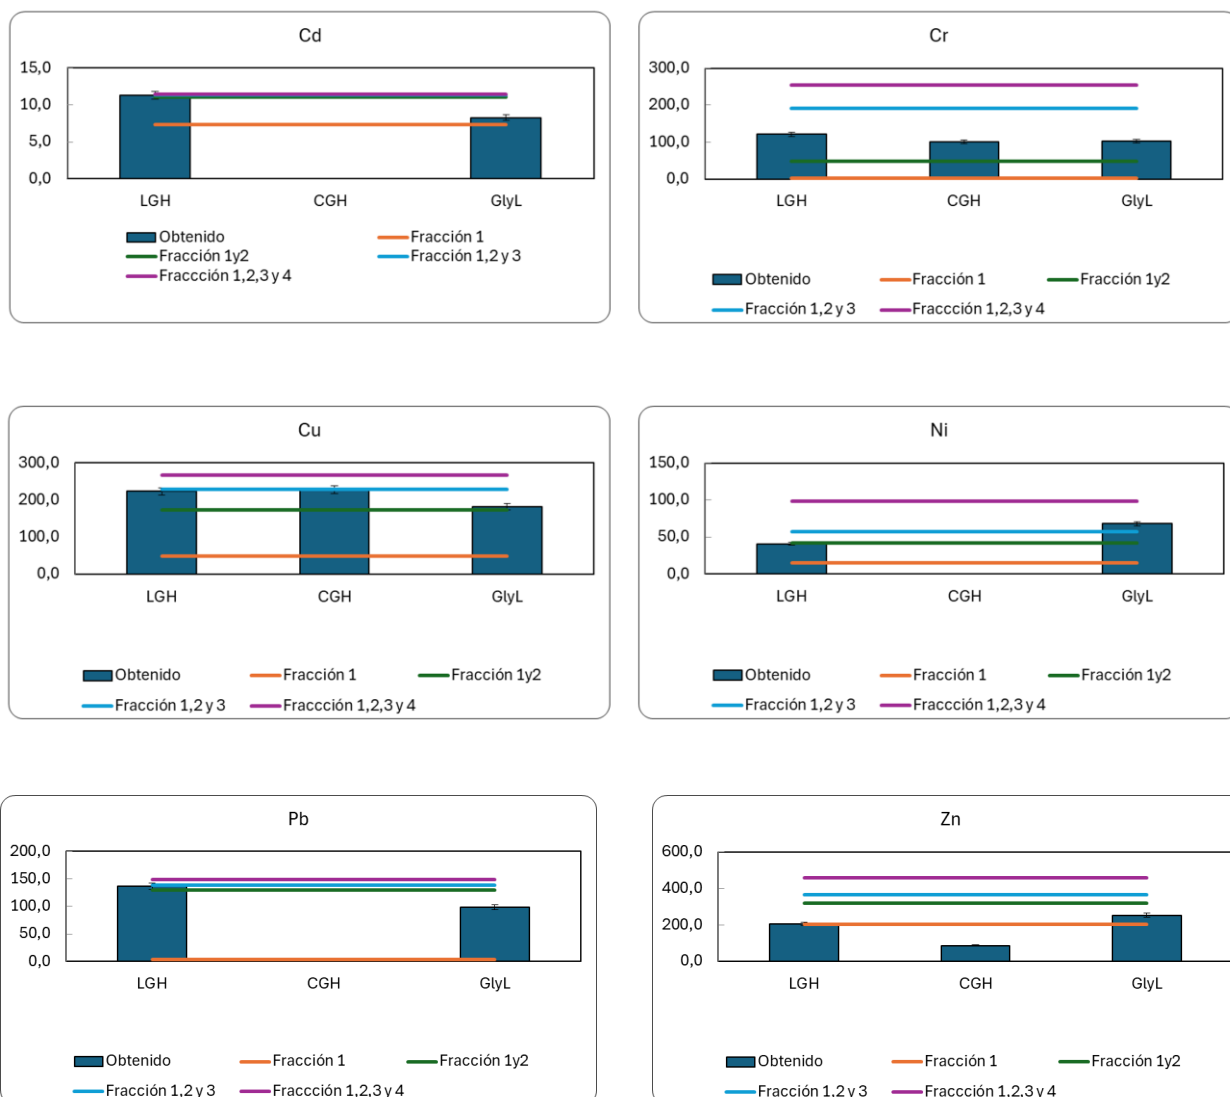 Cd
15,0
10,0
5,0
0,0
LGH CGH GlyL
Obtenido Fracción 1
Fracción 1y2 Fracción 1,2 y 3
Fraccción 1,2,3 y 4
Cr
300,0
200,0
100,0
0,0
LGH CGH GlyL
Obtenido Fracción 1 Fracción 1y2
Fracción 1,2 y 3 Fraccción 1,2,3 y 4
Cu
300,0
200,0
100,0
0,0
LGH CGH GlyL
Obtenido Fracción 1 Fracción 1y2
Fracción 1,2 y 3 Fraccción 1,2,3 y 4
Ni
150,0
100,0
50,0
0,0
LGH CGH GlyL
Obtenido Fracción 1 Fracción 1y2
Fracción 1,2 y 3 Fraccción 1,2,3 y 4
Pb
200,0
150,0
100,0
50,0
0,0
LGH CGH GlyL
Obtenido Fracción 1 Fracción 1y2
Fracción 1,2 y 3 Fraccción 1,2,3 y 4
Zn
600,0
400,0
200,0
0,0
LGH CGH GlyL
Obtenido Fracción 1 Fracción 1y2
Fracción 1,2 y 3 Fraccción 1,2,3 y 4